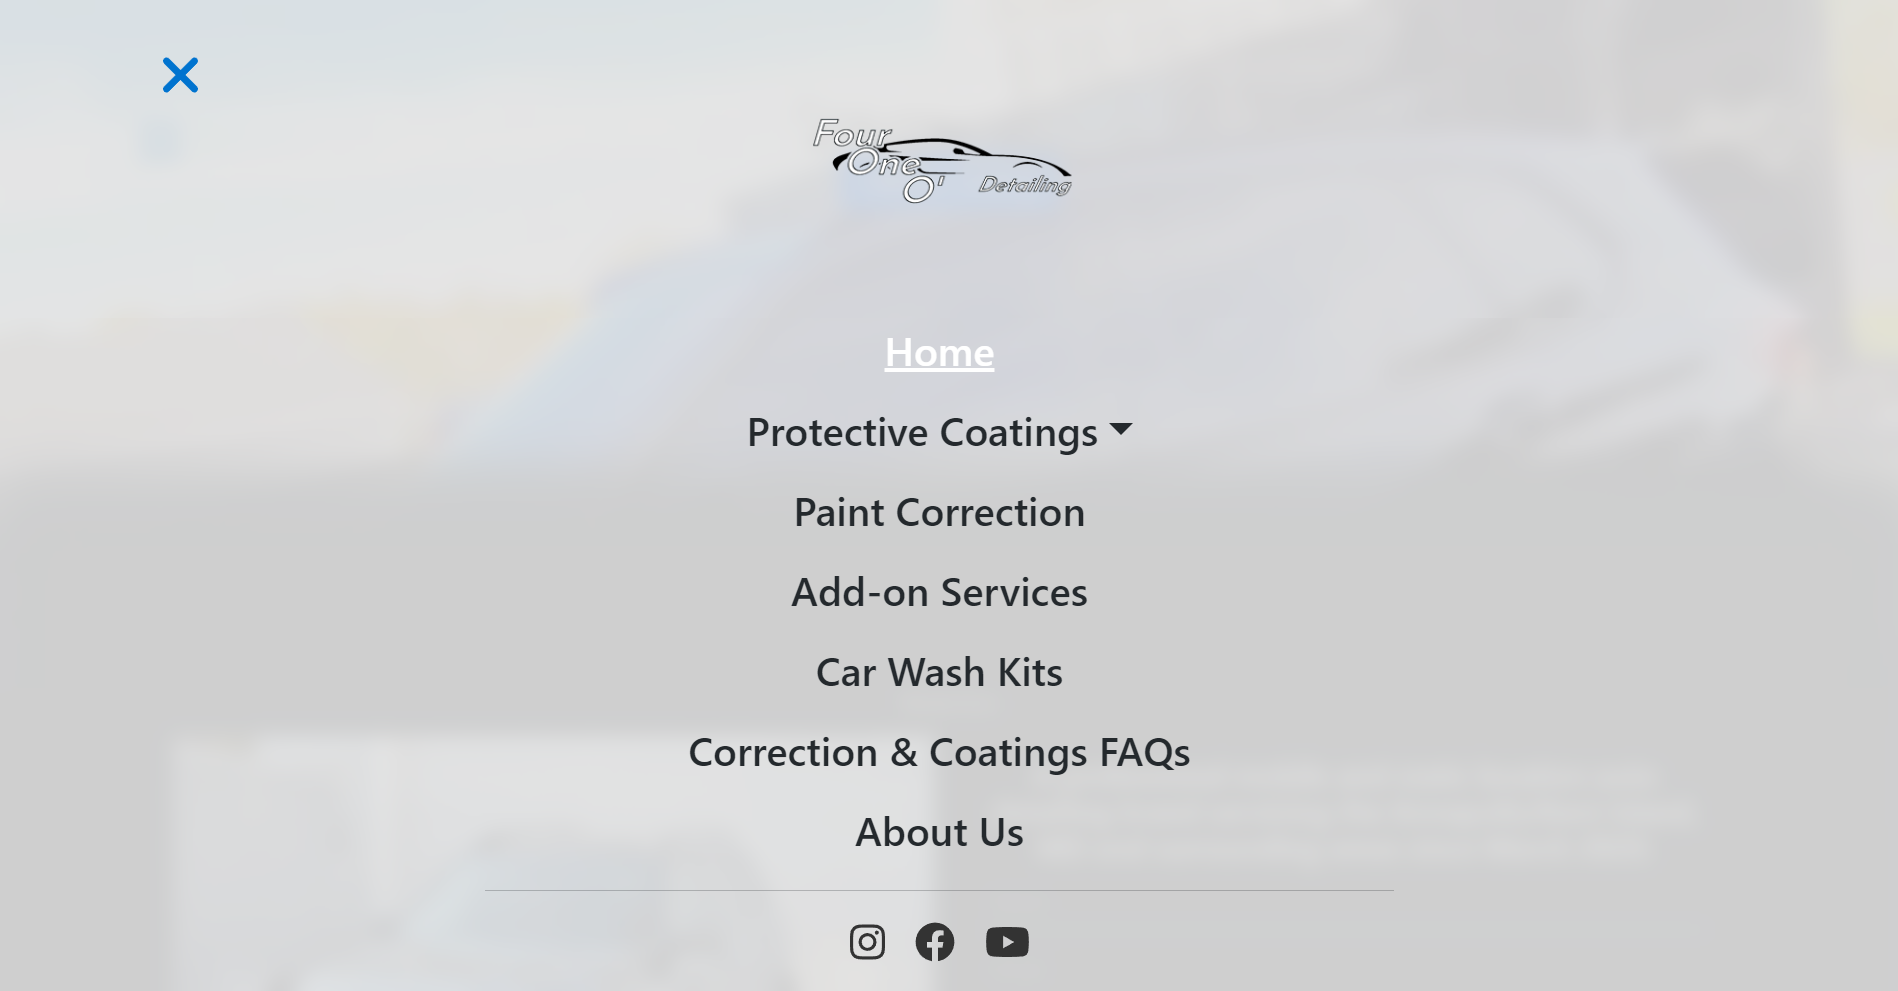 Four
One
O'
Detailing
Home
Protective Coatings
Paint Correction
Add-on Services
Car Wash Kits
Correction & Coatings FAQs
About Us